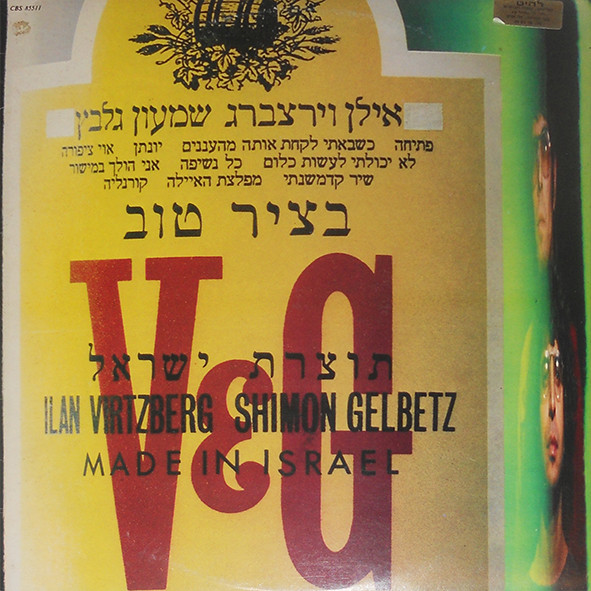 CBS 85511
להיט
אילן וירצברג שמעון גלבץ
פתיחה כשבאתי לקחת אותה מהעננים יונתן אוי ציפורה
לא יכולתי לעשות כלום כל נשיפה אני הולך במישור
שיר קדמשנתי מפלצת האיילה קורנליה
בציר טוב
V&G
תוצרת ישראל
ILAN VIRTZBERG SHIMON GELBETZ
MADE IN ISRAEL